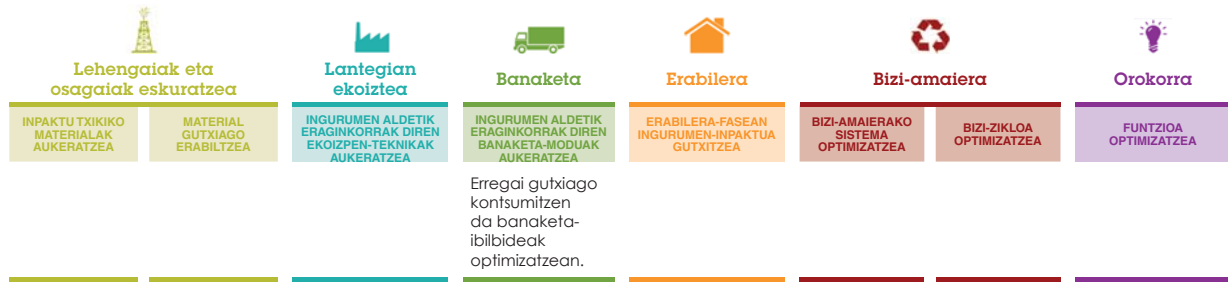 Lehengaiak eta
osagaiak eskuratzea
Lantegian
ekoiztea
Banaketa
Erabilera
Bizi-amaiera
Orokorra
INPAKTU TXIKIKO
MATERIALAK
AUKERATZEA
MATERIAL
GUTXIAGO
ERABILTZEA
INGURUMEN ALDETIK
ERAGINKORRAK DIREN
EKOIZPEN-TEKNIKAK
AUKERATZEA
INGURUMEN ALDETIK
ERAGINKORRAK DIREN
BANAKETA-MODUAK
AUKERATZEA
ERABILERA-FASEAN
INGURUMEN-INPAKTUA
GUTXITZEA
BIZI-AMAIERAKO
SISTEMA
OPTIMIZATZEA
BIZI-ZIKLOA
OPTIMIZATZEA
FUNTZIOA
OPTIMIZATZEA
Erregai gutxiago
kontsumitzen
da banaketa-
ibilbideak
optimizatzean.